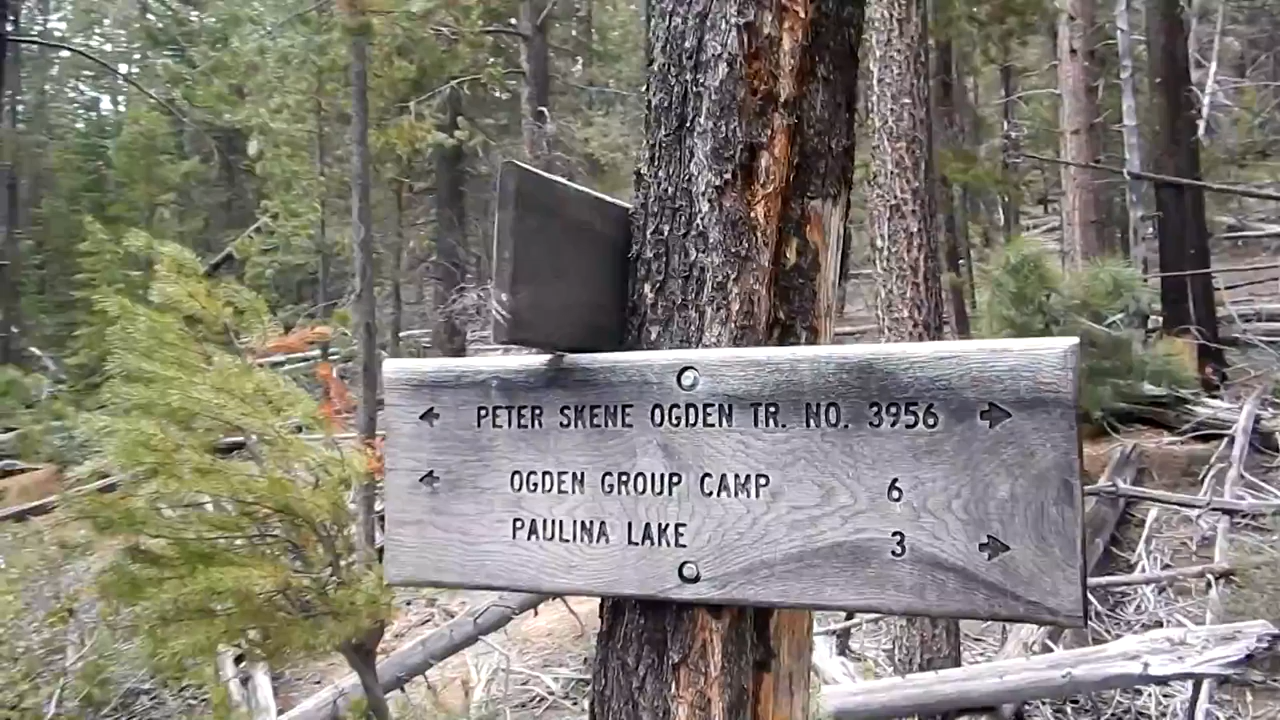 ← PETER SKENE OGDEN TR. NO. 3956 →
← OGDEN GROUP CAMP 6
PAULINA LAKE 3 →